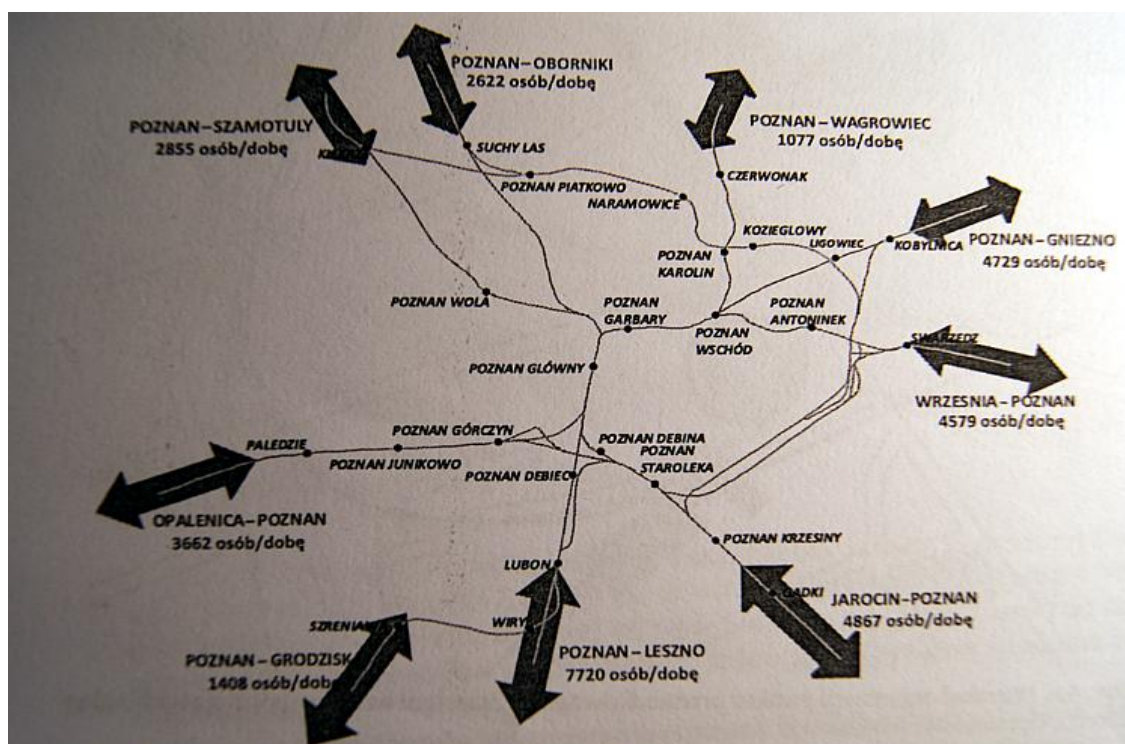 POZNAN–OBORNIKI
2622 osób/dobę
POZNAN–SZAMOTULY
2855 osób/dobę
POZNAN–WAGROWIEC
1077 osób/dobę
SUCHY LAS
POZNAN PIATKOWO
NARAMOWICE
CZERWONAK
KOZIEGLOWY
LIGOWIEC
KOBYLNICA
POZNAN–GNIEZNO
4729 osób/dobę
POZNAN
KAROLIN
POZNAN WOLA
POZNAN
GARBARY
POZNAN
WSCHÓD
POZNAN
ANTONINEK
SWARZEDZ
POZNAN GLÓWNY
WRZESNIA–POZNAN
4579 osób/dobę
POZNAN GÓRCZYN
PALEDZIE
POZNAN JUNIKOWO
POZNAN DEBINA
POZNAN
STAROLEKA
POZNAN DEBIEC
OPALENICA–POZNAN
3662 osób/dobę
POZNAN KRZESINY
LUBON
GADKI
JAROCIN–POZNAN
4867 osób/dobę
WIRY
POZNAN–GRODZISK
1408 osób/dobę
POZNAN–LESZNO
7720 osób/dobę